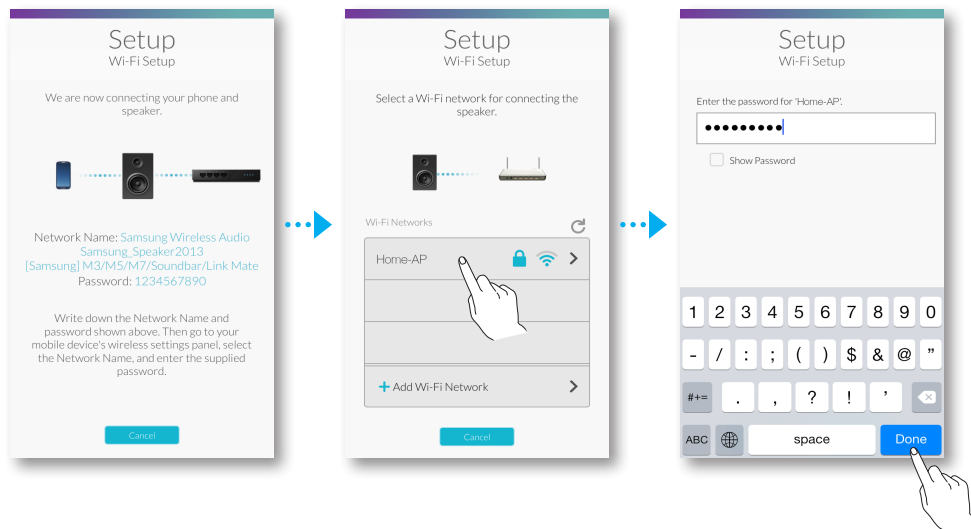 Setup
Wi-Fi Setup
We are now connecting your phone and
speaker.
Network Name: Samsung Wireless Audio
Samsung_Speaker2013
[Samsung] M3/M5/M7/Soundbar/Link Mate
Password: 1234567890
Write down the Network Name and
password shown above. Then go to your
mobile device's wireless settings panel, select
the Network Name, and enter the supplied
password.
Cancel
Setup
Wi-Fi Setup
Select a Wi-Fi network for connecting the
speaker.
Wi-Fi Networks
Home-AP
+ Add Wi-Fi Network
Cancel
Setup
Wi-Fi Setup
Enter the password for 'Home-AP'.
•••••••••
Show Password
1 2 3 4 5 6 7 8 9 0
- / : ; ( ) $ & @ "
#+= . , ? ! '
ABC space Done